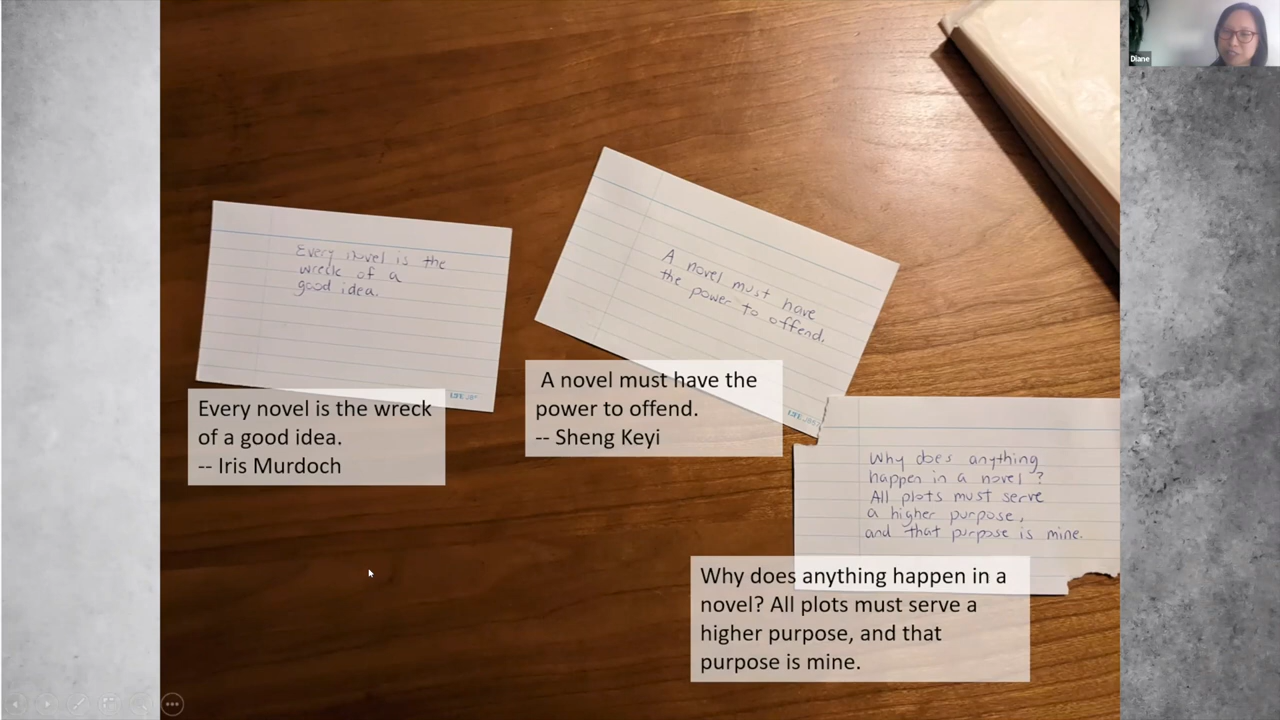 Diane
Every novel is the
wreck of a
good idea.
A novel must have
the power to offend.
Every novel is the wreck
of a good idea.
-- Iris Murdoch
A novel must have the
power to offend.
-- Sheng Keyi
Why does anything
happen in a novel?
All plots must serve
a higher purpose,
and that purpose is mine.
Why does anything happen in a
novel? All plots must serve a
higher purpose, and that
purpose is mine.